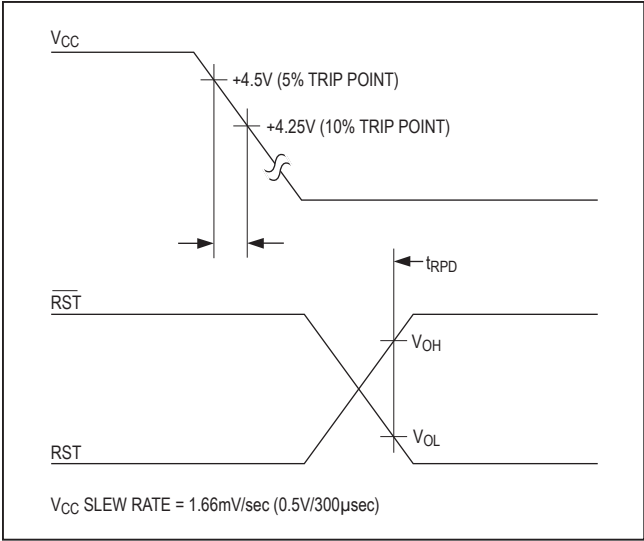 VCC
+4.5V (5% TRIP POINT)
+4.25V (10% TRIP POINT)
tRPD
R̅S̅T̅
VOH
VOL
RST
VCC SLEW RATE = 1.66mV/sec (0.5V/300µsec)